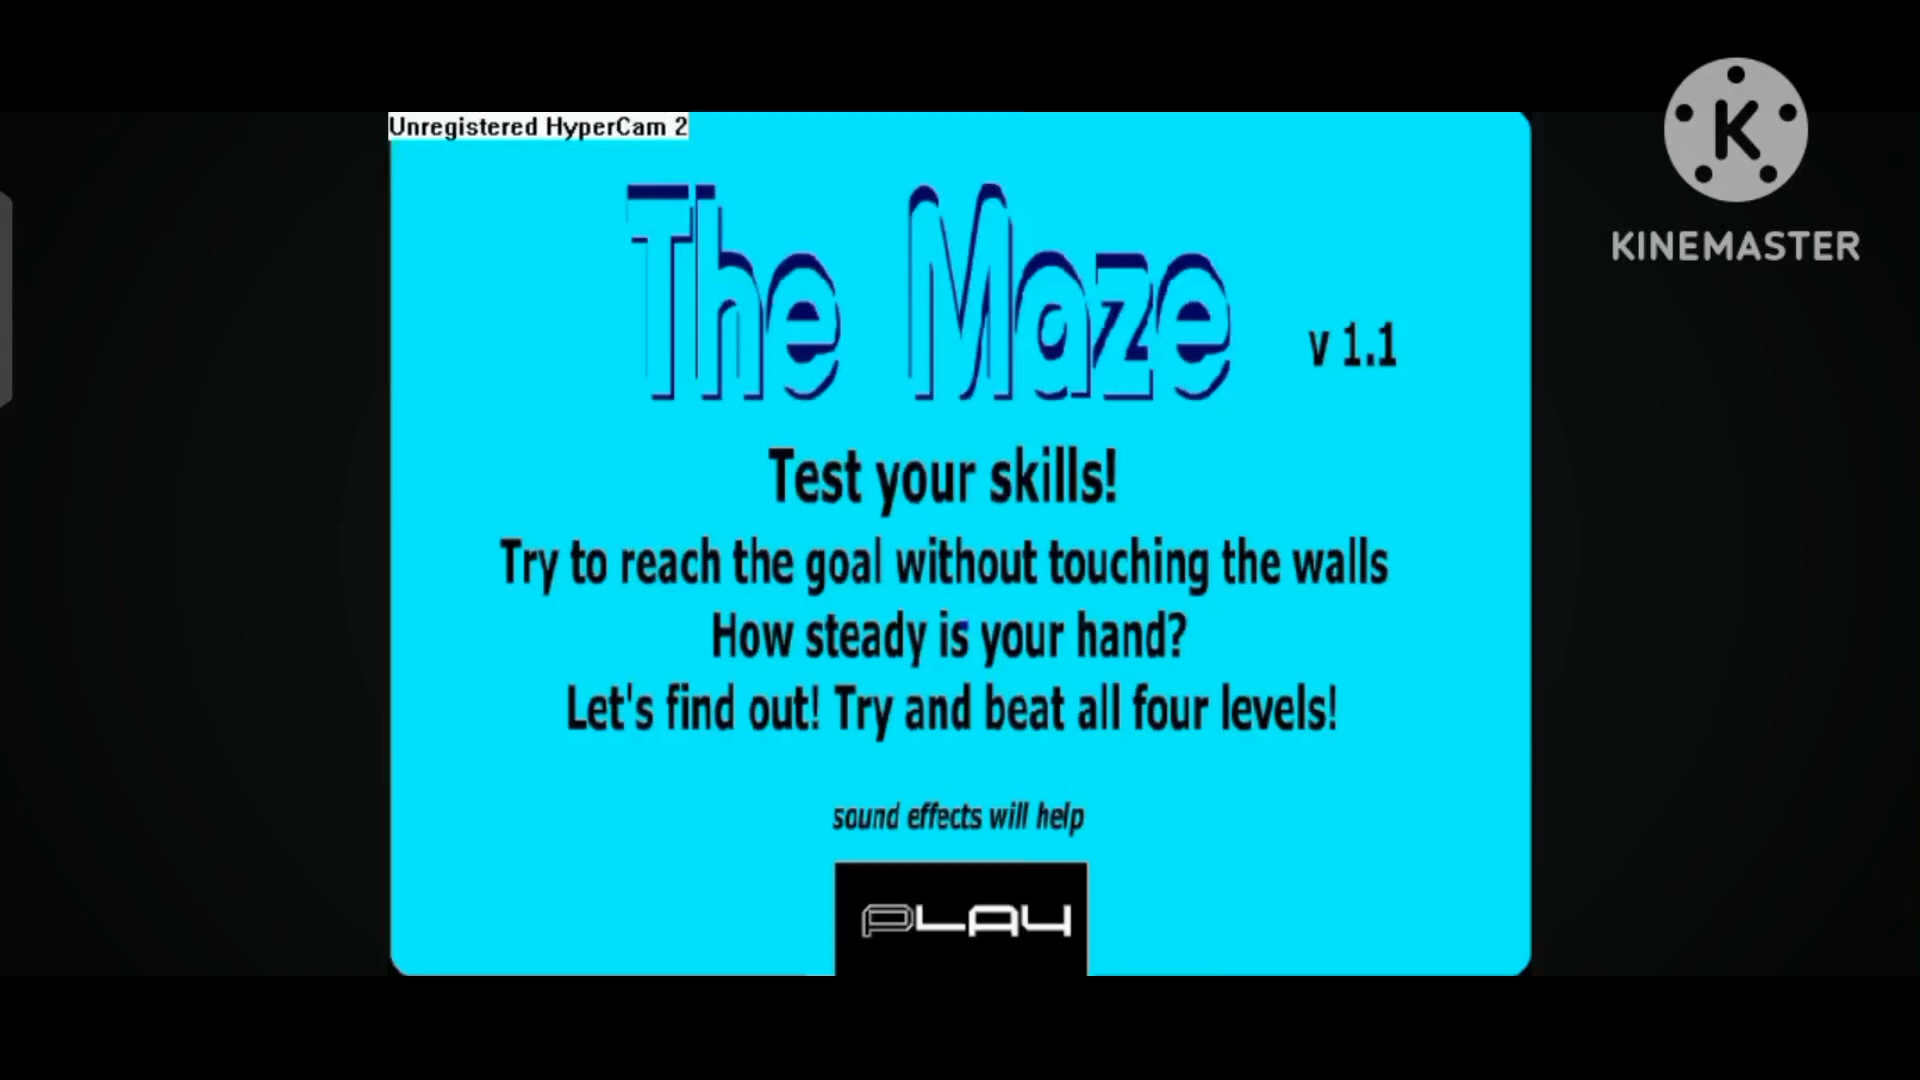 Unregistered HyperCam 2
K
KINEMASTER
The Maze
v 1.1
Test your skills!
Try to reach the goal without touching the walls
How steady is your hand?
Let's find out! Try and beat all four levels!
sound effects will help
PLAY